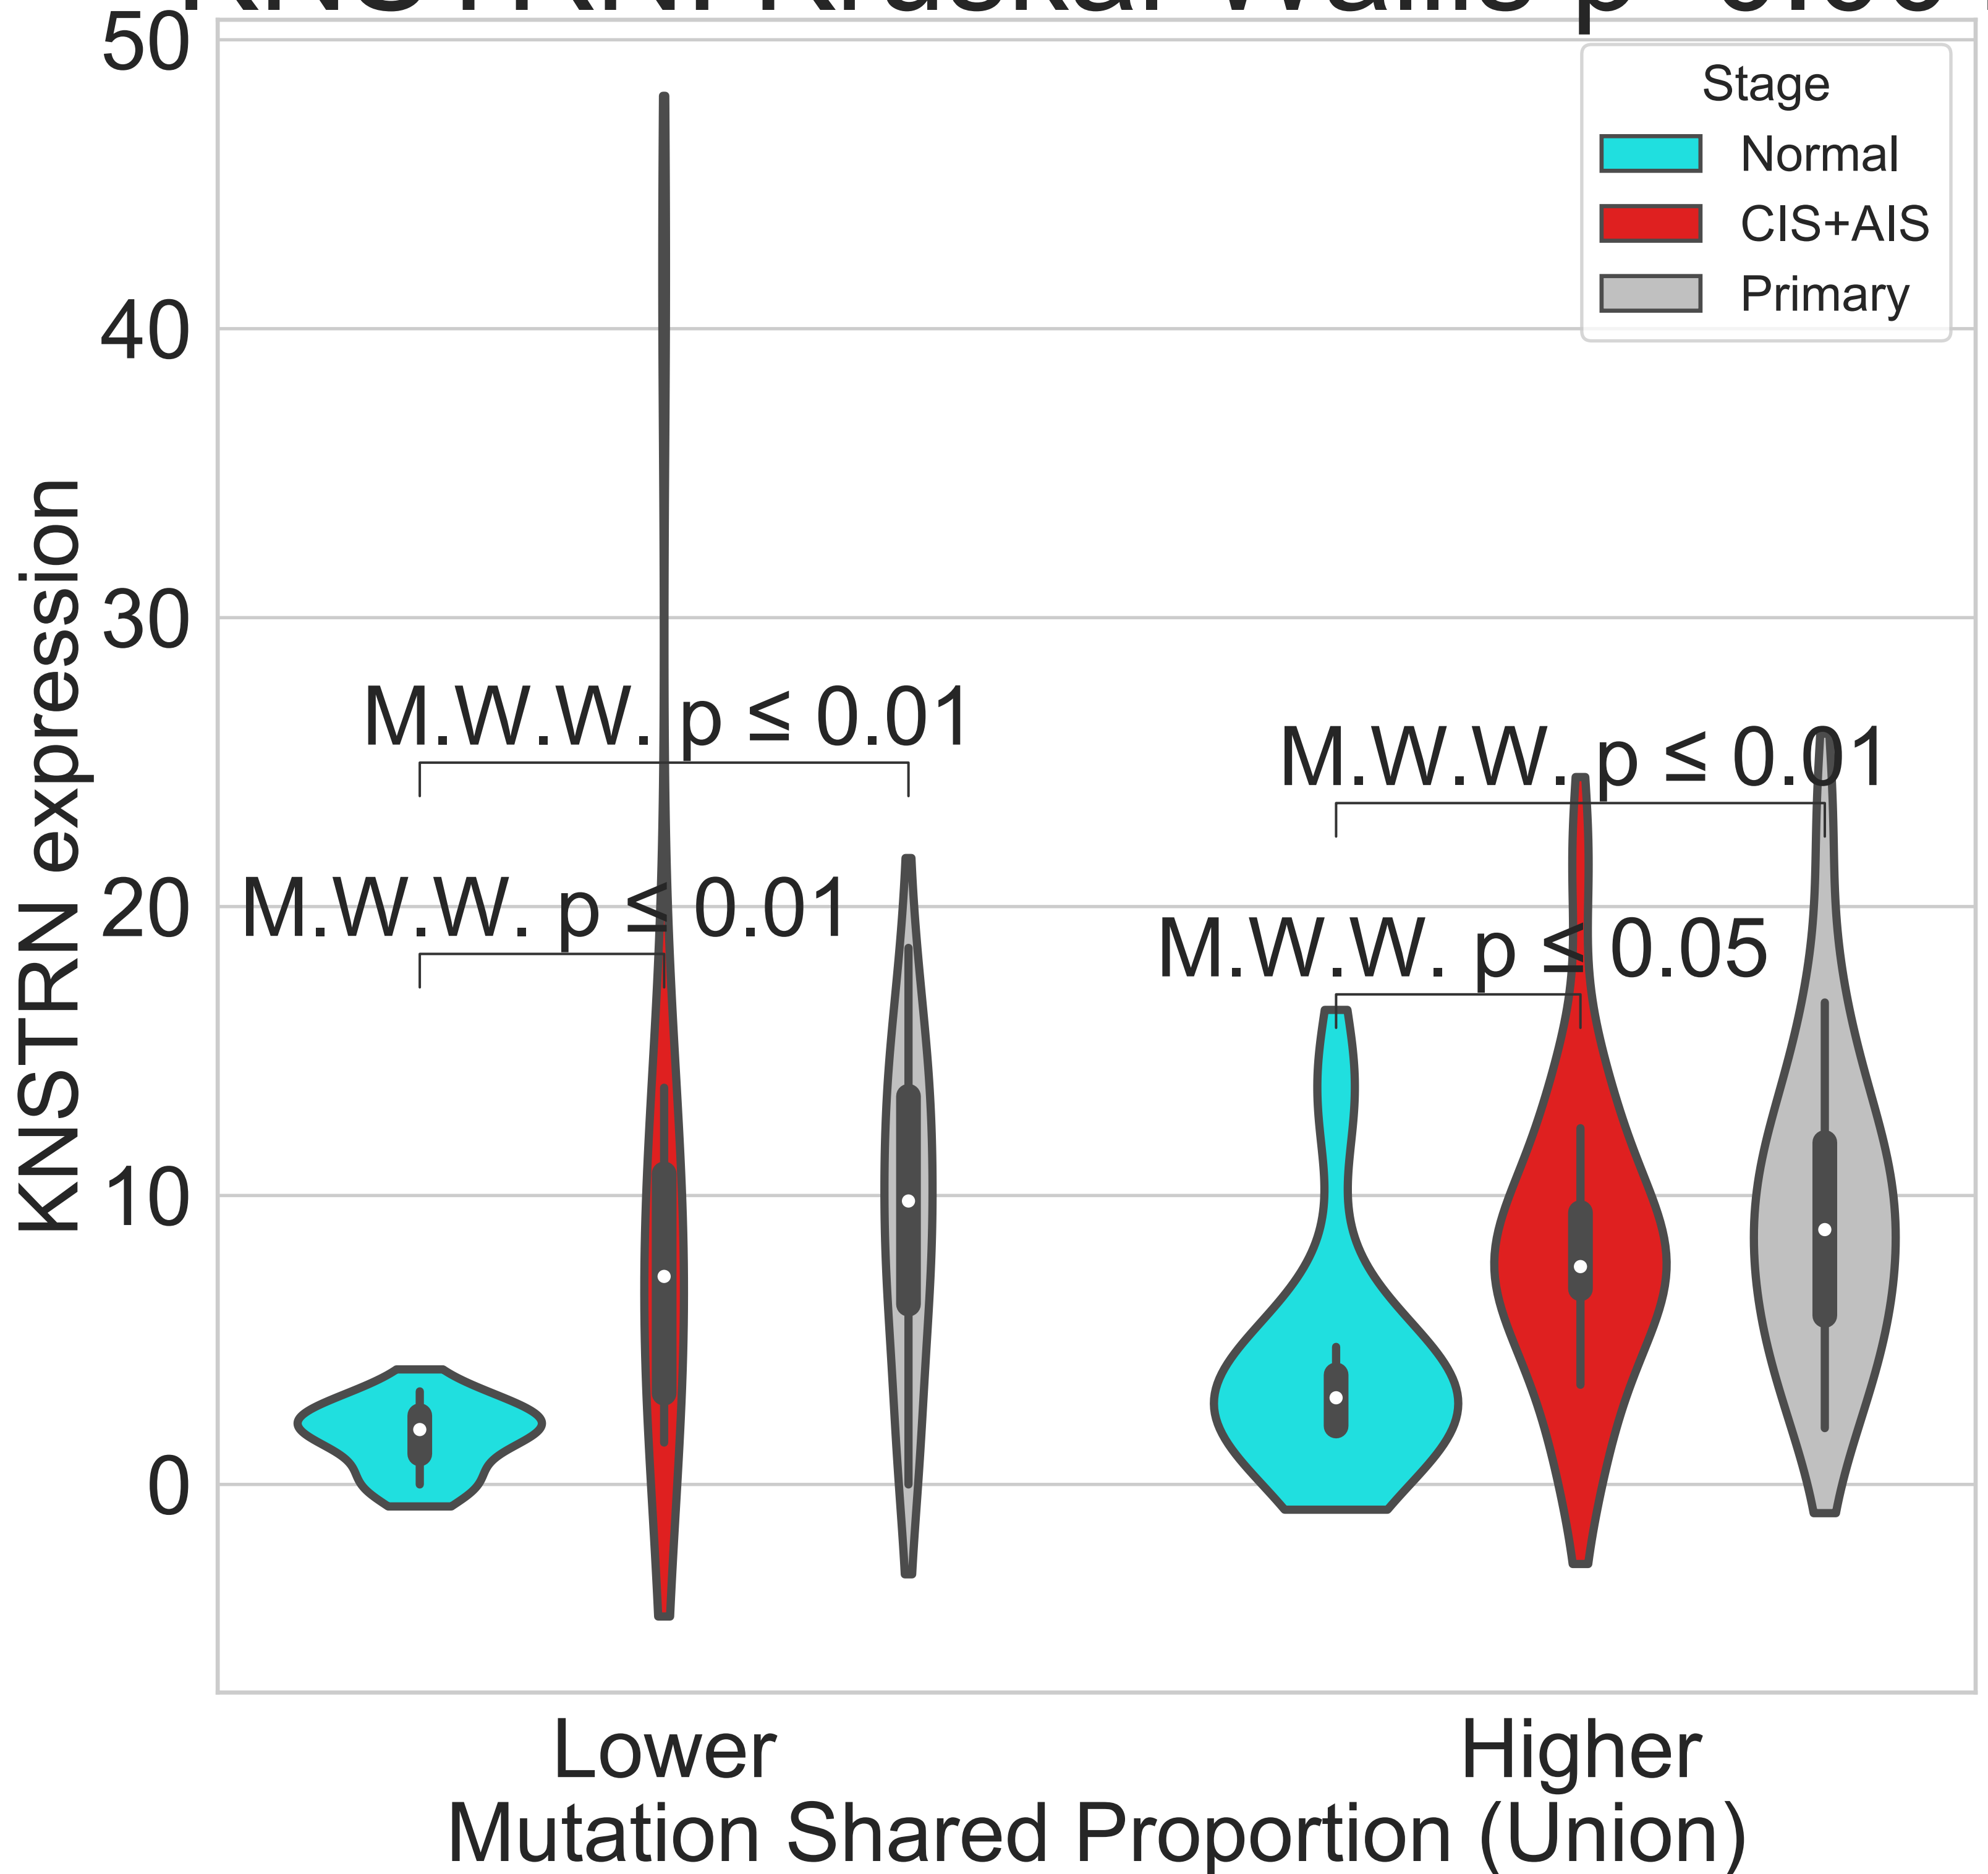 50
Stage
Normal
CIS+AIS
Primary
40
30
20
10
0
KNSTRN expression
M.W.W. p ≤ 0.01
M.W.W. p ≤ 0.01
M.W.W. p ≤ 0.01
M.W.W. p ≤ 0.05
Lower
Higher
Mutation Shared Proportion (Union)